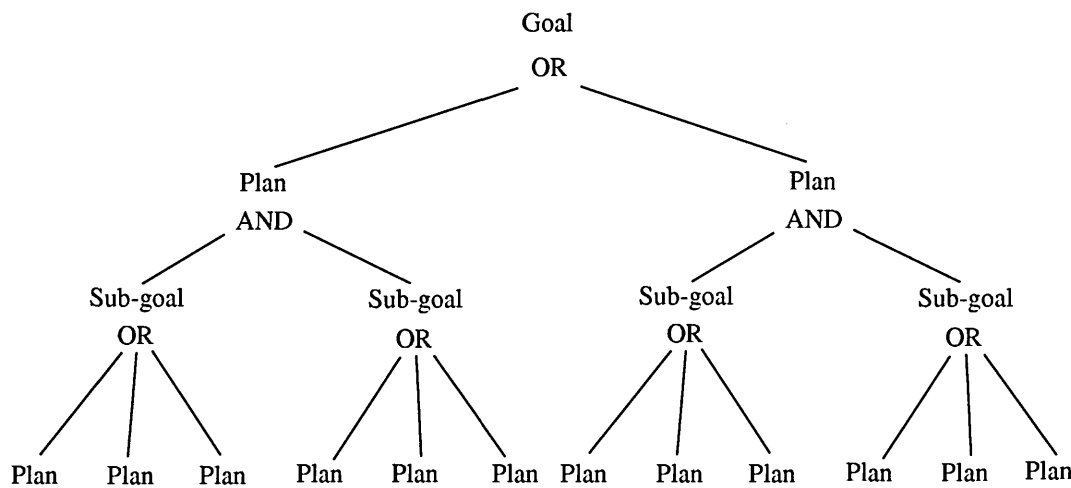 Goal
OR
Plan Plan
AND AND
Sub-goal Sub-goal Sub-goal Sub-goal
OR OR OR OR
Plan Plan Plan Plan Plan Plan Plan Plan Plan Plan Plan Plan